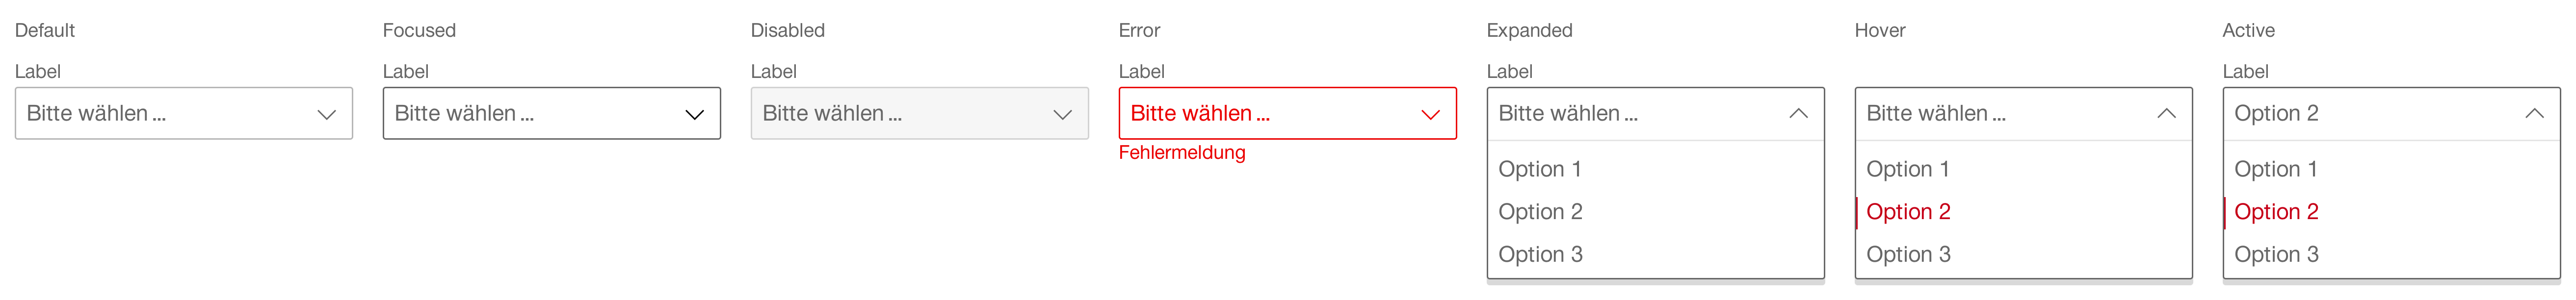 Default
Label
Bitte wählen ...
Focused
Label
Bitte wählen ...
Disabled
Label
Bitte wählen ...
Error
Label
Bitte wählen ...
Fehlermeldung
Expanded
Label
Bitte wählen ...
Option 1
Option 2
Option 3
Hover
Bitte wählen ...
Option 1
Option 2
Option 3
Active
Label
Option 2
Option 1
Option 2
Option 3